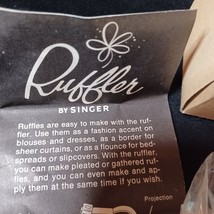 Ruffler
BY SINGER
Ruffles are easy to make with the ruf-
fler. Use them as a fashion accent on
blouses and dresses, as a border for
sheer curtains, or as a flounce for bed-
spreads or slipcovers. With the ruffler,
you can make pleated or gathered ruf-
fles, and you can even make and ap-
ply them at the same time if you wish.
Projection